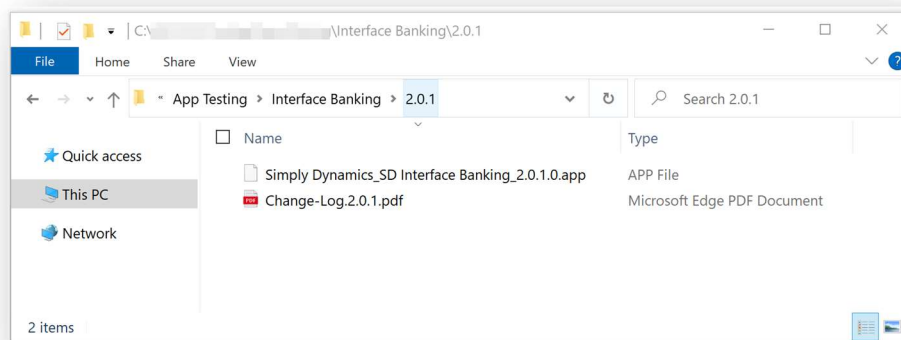 C:\ \Interface Banking\2.0.1
File Home Share View
« App Testing > Interface Banking > 2.0.1 Search 2.0.1
Name Type
Quick access
Simply Dynamics_SD Interface Banking_2.0.1.0.app APP File
This PC
PDF Change-Log.2.0.1.pdf Microsoft Edge PDF Document
Network
2 items